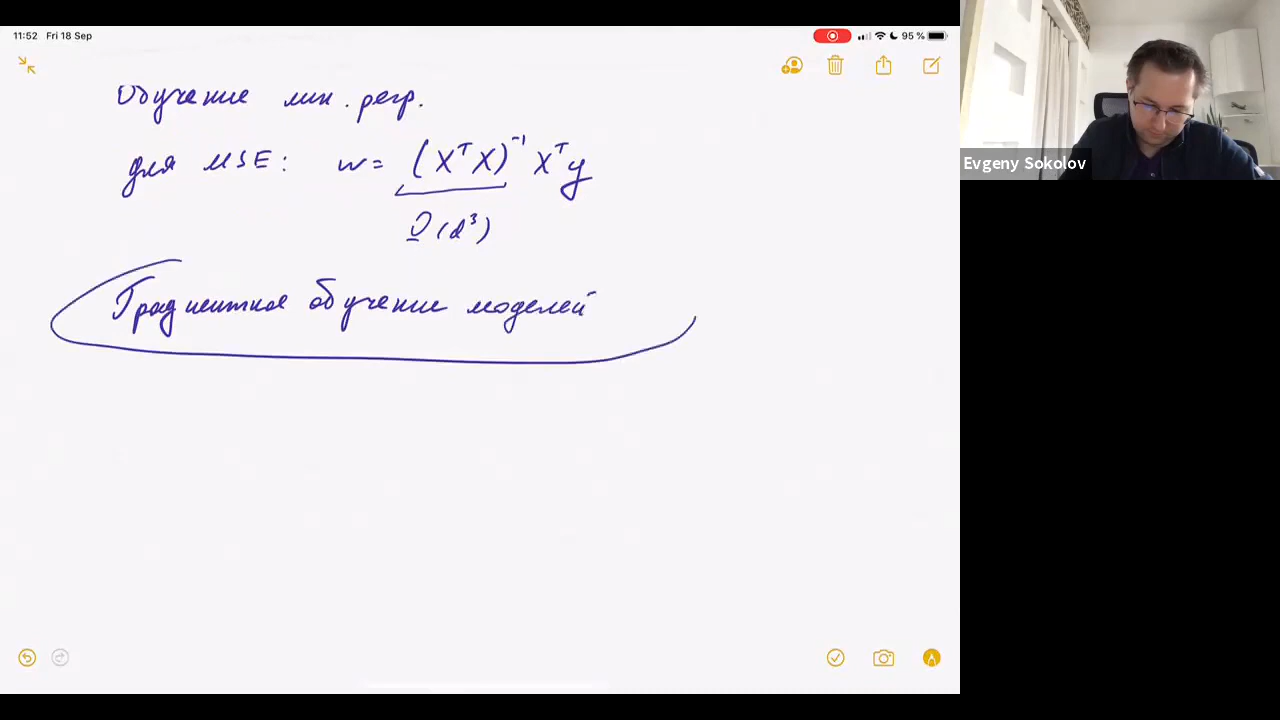 11:52 Fri 18 Sep 95 %
Обучение лин. регр.
для MSE: w = (XᵀX)⁻¹ Xᵀy
O(d³)
Градиентное обучение моделей
Evgeny Sokolov